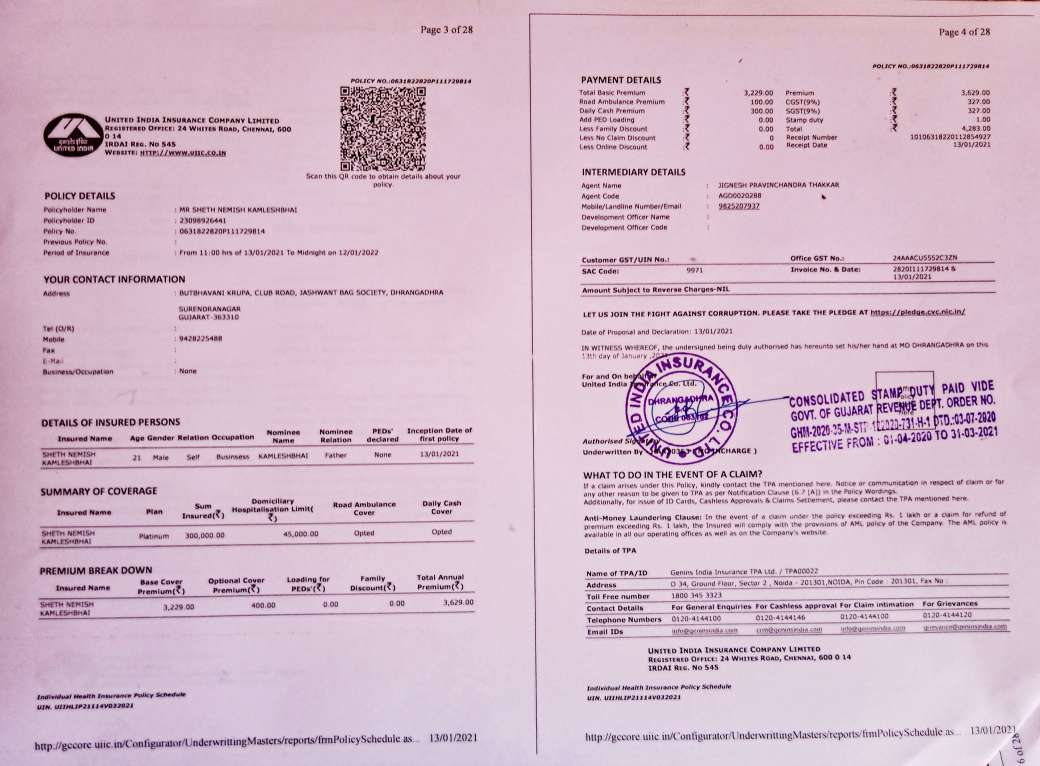 Page 3 of 28
POLICY NO.:0631822820P111729814
UNITED INDIA INSURANCE COMPANY LIMITED
REGISTERED OFFICE: 24 WHITES ROAD, CHENNAI, 600
0 14
IRDAI REG. NO 545
WEBSITE: HTTP://WWW.UIIC.CO.IN
UNITED INDIA
Scan this QR code to obtain details about your
policy.
POLICY DETAILS
Policyholder Name : MR SHETH NEMISH KAMLESHBHAI
Policyholder ID : 23098926441
Policy No. : 0631822820P111729814
Previous Policy No. :
Period of Insurance : From 11:00 hrs of 13/01/2021 To Midnight on 12/01/2022
YOUR CONTACT INFORMATION
Address : BUTBHAVANI KRUPA, CLUB ROAD, JASHWANT BAG SOCIETY, DHRANGADHRA
SURENDRANAGAR
GUJARAT-363310
Tel (O/R) :
Mobile : 9428225488
Fax :
E-Mail :
Business/Occupation : None
DETAILS OF INSURED PERSONS
Insured Name Age Gender Relation Occupation Nominee Name Nominee Relation PEDs' declared Inception Date of first policy
SHETH NEMISH KAMLESHBHAI 21 Male Self Business KAMLESHBHAI Father None 13/01/2021
SUMMARY OF COVERAGE
Insured Name Plan Sum Insured(₹) Domiciliary Hospitalisation Limit(₹) Road Ambulance Cover Daily Cash Cover
SHETH NEMISH KAMLESHBHAI Platinum 300,000.00 45,000.00 Opted Opted
PREMIUM BREAK DOWN
Insured Name Base Cover Premium(₹) Optional Cover Premium(₹) Loading for PEDs'(₹) Family Discount(₹) Total Annual Premium(₹)
SHETH NEMISH KAMLESHBHAI 3,229.00 400.00 0.00 0.00 3,629.00
Individual Health Insurance Policy Schedule
UIN. UIIHLIP21114V032021
http://gccore.uiic.in/Configurator/UnderwrittingMasters/reports/frmPolicySchedule.as... 13/01/2021
Page 4 of 28
POLICY NO.:0631822820P111729814
PAYMENT DETAILS
Total Basic Premium ₹ 3,229.00 Premium ₹ 3,629.00
Road Ambulance Premium ₹ 100.00 CGST(9%) ₹ 327.00
Daily Cash Premium ₹ 300.00 SGST(9%) ₹ 327.00
Add PED Loading ₹ 0.00 Stamp duty ₹ 1.00
Less Family Discount ₹ 0.00 Total ₹ 4,283.00
Less No Claim Discount : 0 Receipt Number 10106318220112854927
Less Online Discount : 0.00 Receipt Date 13/01/2021
INTERMEDIARY DETAILS
Agent Name : JIGNESH PRAVINCHANDRA THAKKAR
Agent Code : AGD0020288
Mobile/Landline Number/Email : 9825207937
Development Officer Name :
Development Officer Code :
Customer GST/UIN No.: Office GST No.: 24AAACU5552C3ZN
SAC Code: 9971 Invoice No. & Date: 2820I111729814 &
13/01/2021
Amount Subject to Reverse Charges-NIL
LET US JOIN THE FIGHT AGAINST CORRUPTION. PLEASE TAKE THE PLEDGE AT https://pledge.cvc.nic.in/
Date of Proposal and Declaration: 13/01/2021
IN WITNESS WHEREOF, the undersigned being duly authorised has hereunto set his/her hand at MO DHRANGADHRA on this
13th day of January
For and On behalf of
United India Insurance Co. Ltd.
UNITED INDIA INSURANCE CO. LTD.
DHRANGADHRA
CONSOLIDATED STAMP DUTY PAID VIDE
GOVT. OF GUJARAT REVENUE DEPT. ORDER NO.
DTD.:03-07-2020
EFFECTIVE FROM : 01-04-2020 TO 31-03-2021
Authorised
Underwritten By
WHAT TO DO IN THE EVENT OF A CLAIM?
If a claim arises under this Policy, kindly contact the TPA mentioned here. Notice or communication in respect of claim or for
any other reason to be given to TPA as per Notification Clause (6.7 [A]) in the Policy Wordings.
Additionally, for issue of ID Cards, Cashless Approvals & Claims Settlement, please contact the TPA mentioned here.
Anti-Money Laundering Clause: In the event of a claim under the policy exceeding Rs. 1 lakh or a claim for refund of
premium exceeding Rs. 1 lakh, the Insured will comply with the provisions of AML policy of the Company. The AML policy is
available in all our operating offices as well as on the Company's website.
Details of TPA
Name of TPA/ID Genins India Insurance TPA Ltd. / TPA00022
Address D 34, Ground Floor, Sector 2 , Noida - 201301,NOIDA, Pin Code : 201301, Fax No :
Toll Free number 1800 345 3323
Contact Details For General Enquiries For Cashless approval For Claim intimation For Grievances
Telephone Numbers 0120-4144100 0120-4144146 0120-4144100 0120-4144120
Email IDs info@geninsindia.com crm@geninsindia.com info@geninsindia.com grievance@geninsindia.com
UNITED INDIA INSURANCE COMPANY LIMITED
REGISTERED OFFICE: 24 WHITES ROAD, CHENNAI, 600 0 14
IRDAI REG. NO 545
Individual Health Insurance Policy Schedule
UIN. UIIHLIP21114V032021
http://gccore.uiic.in/Configurator/UnderwrittingMasters/reports/frmPolicySchedule.as... 13/01/2021
6 of 28